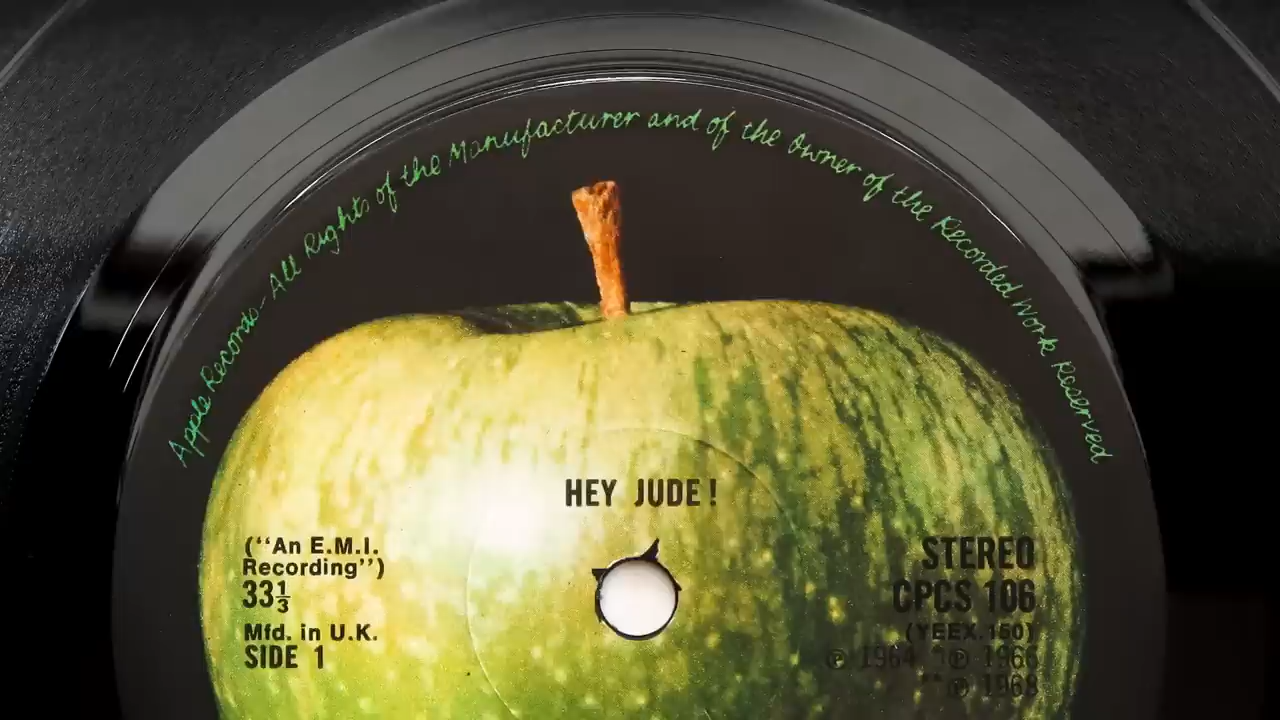 Apple Records - All Rights of the Manufacturer and of the Owner of the Recorded Work Reserved
HEY JUDE!
("An E.M.I.
Recording")
33⅓
Mfd. in U.K.
SIDE 1
STEREO
CPCS 106
(YEEX.150)
℗ 1964 "℗ 1966
"" ℗ 1968